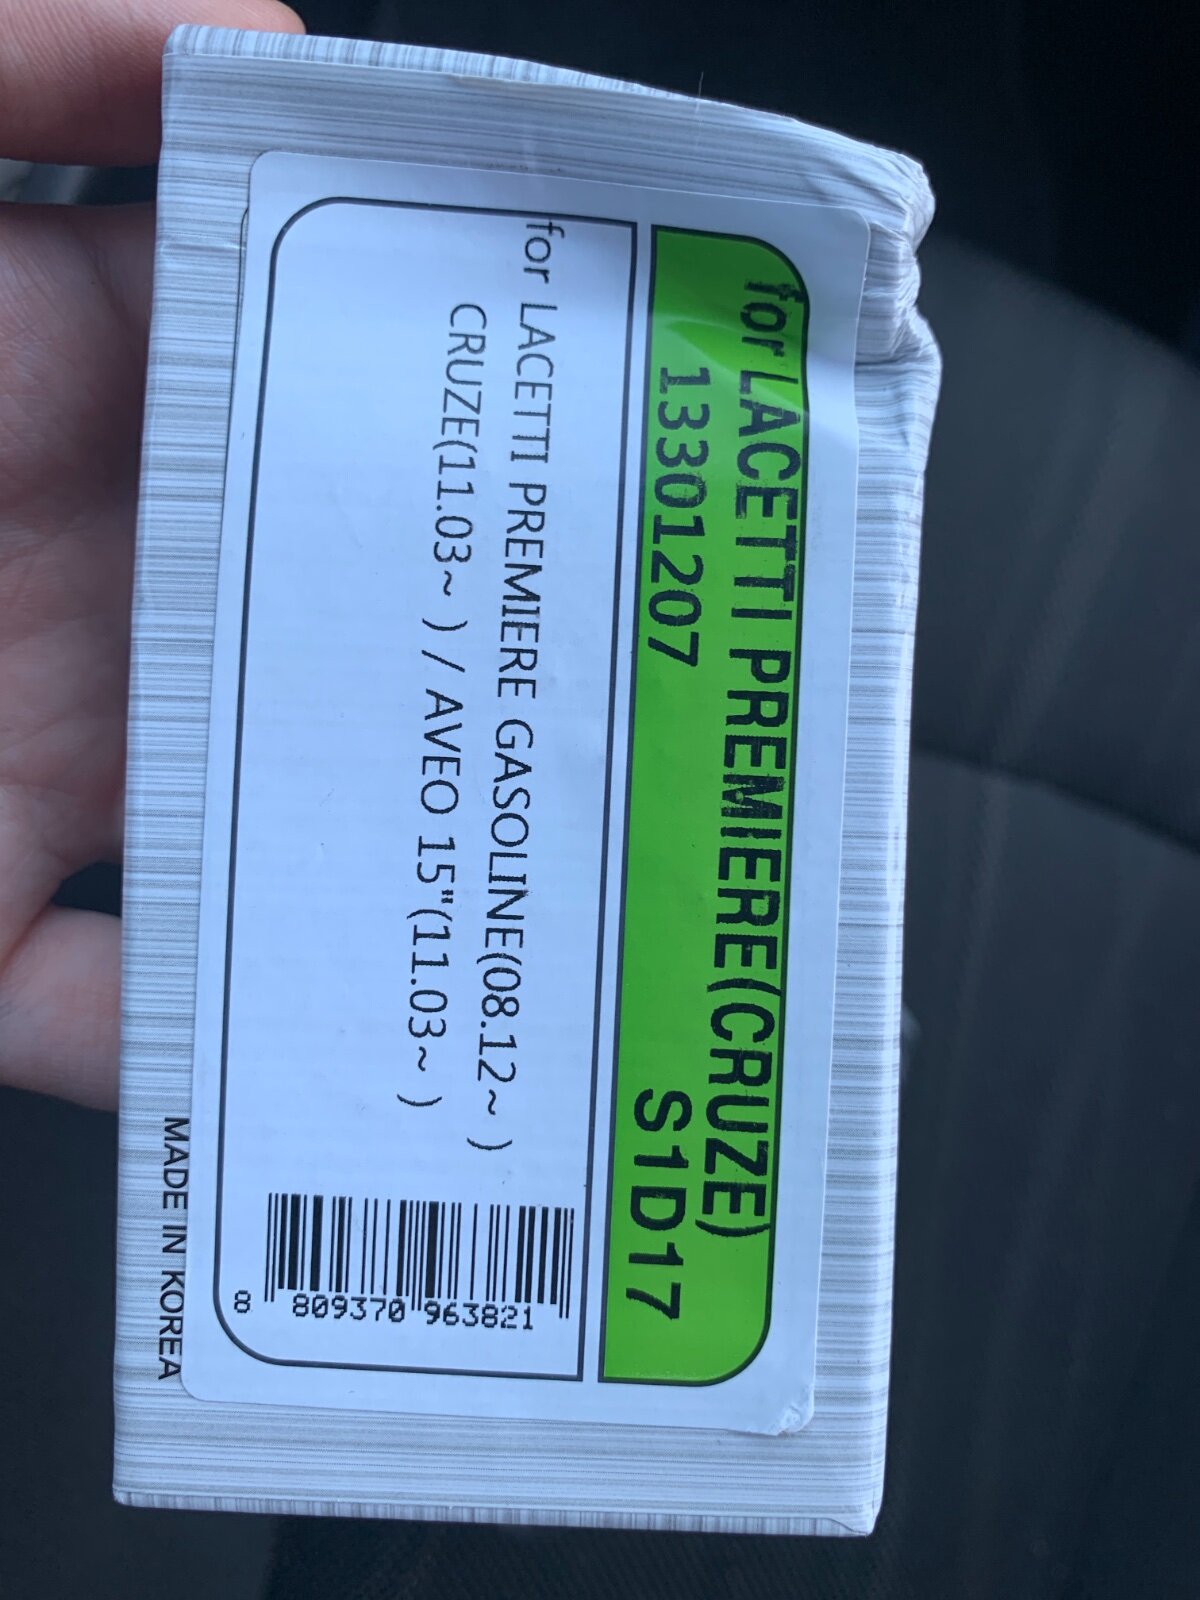 for LACETTI PREMIERE(CRUZE)
13301207 S1D17
for LACETTI PREMIERE GASOLINE(08.12~ )
CRUZE(11.03~ ) / AVEO 15"(11.03~ )
8 809370 963821
MADE IN KOREA